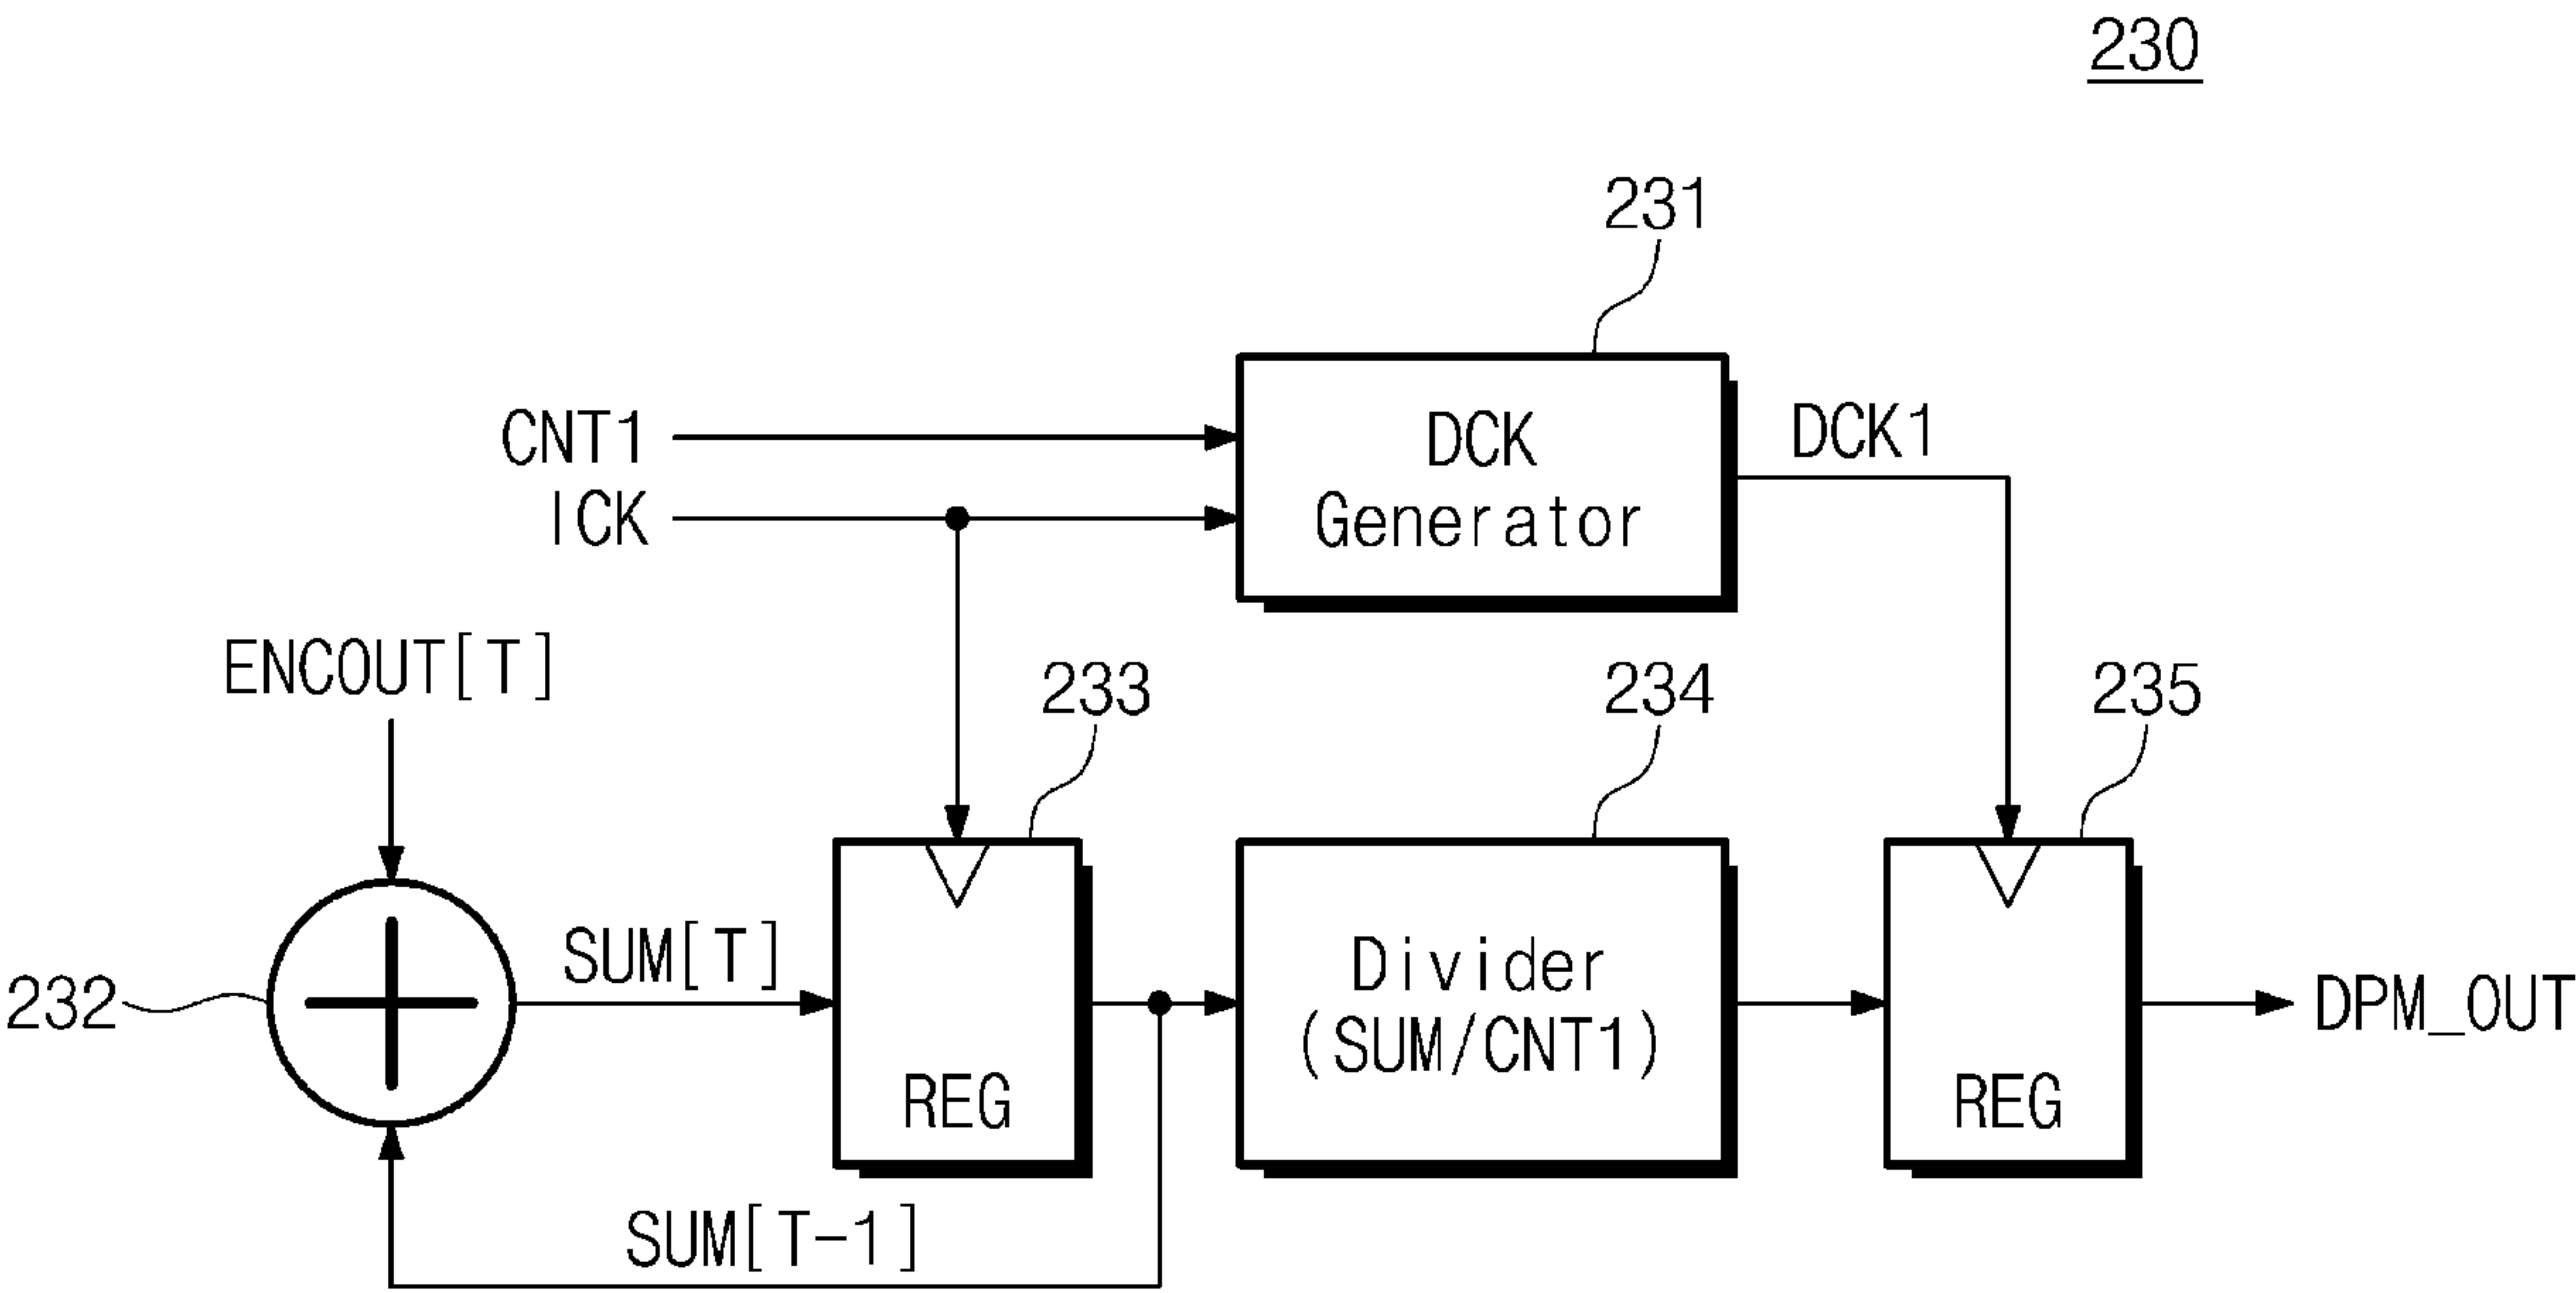 230
231
CNT1
DCK
Generator
DCK1
ICK
ENCOUT[T]
233
234
235
232
SUM[T]
REG
Divider
(SUM/CNT1)
REG
DPM_OUT
SUM[T-1]